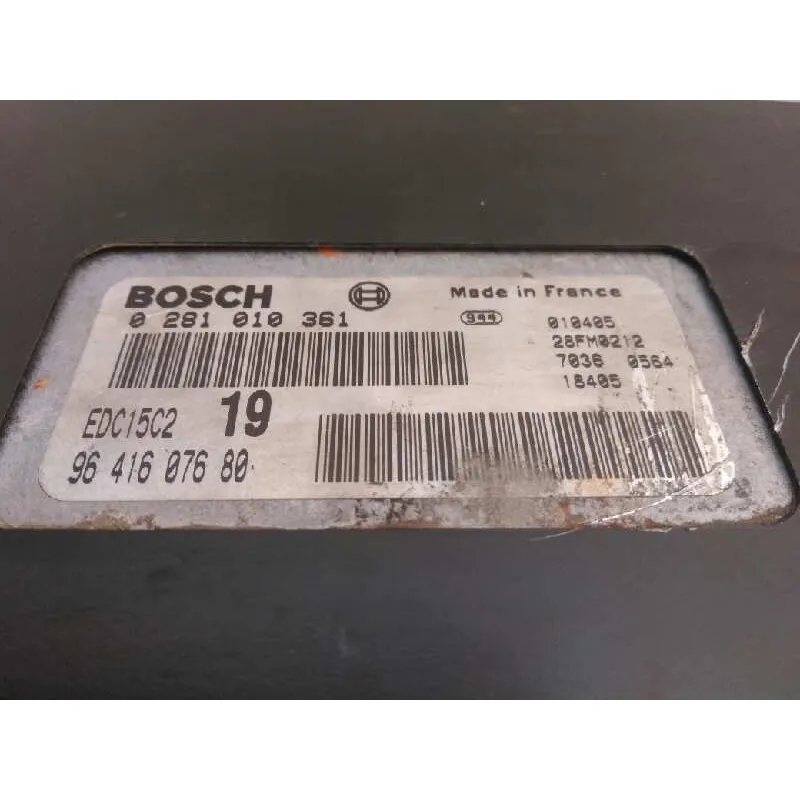 BOSCH
Made in France
0 281 010 361
944
010405
28FM0212
7036 0564
18405
EDC15C2 19
96 416 076 80